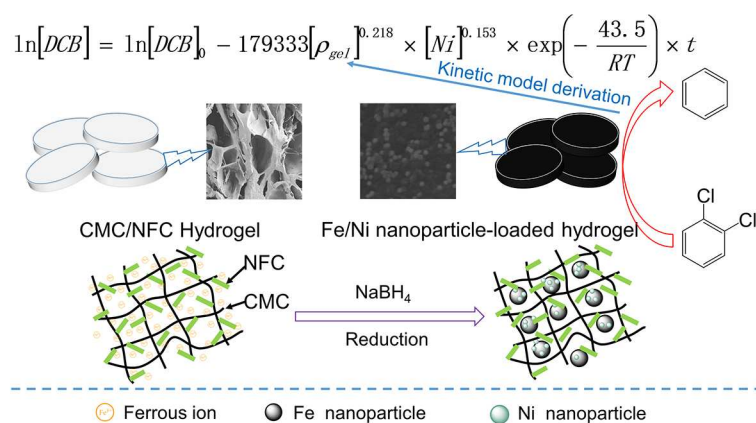 ln[DCB] = ln[DCB]₀ − 179333[ρ_gel]^0.218 × [Ni]^0.153 × exp(− 43.5/RT) × t
Kinetic model derivation
Cl
Cl
CMC/NFC Hydrogel
Fe/Ni nanoparticle-loaded hydrogel
NFC
CMC
NaBH₄
Reduction
Ferrous ion
Fe nanoparticle
Ni nanoparticle